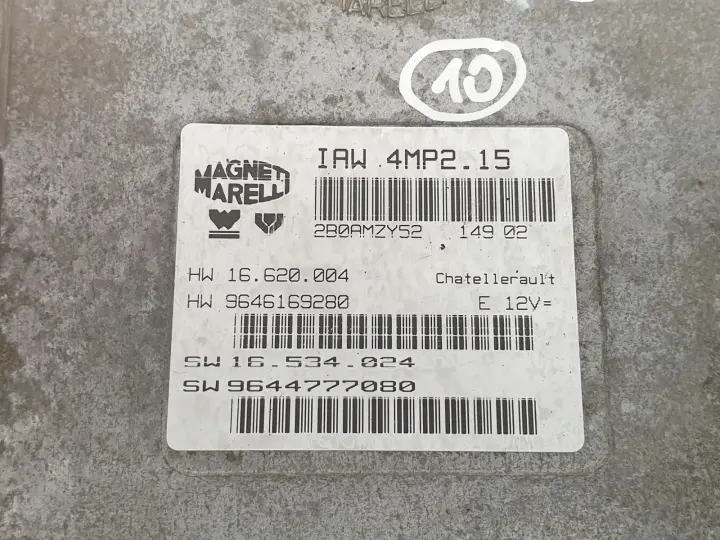 MARELLI
10
IAW 4MP2.15
MAGNETI
MARELLI
2B0AMZY52 149 02
HW 16.620.004 Chatellerault
HW 9646169280 E 12V=
SW 16.534.024
SW 9644777080